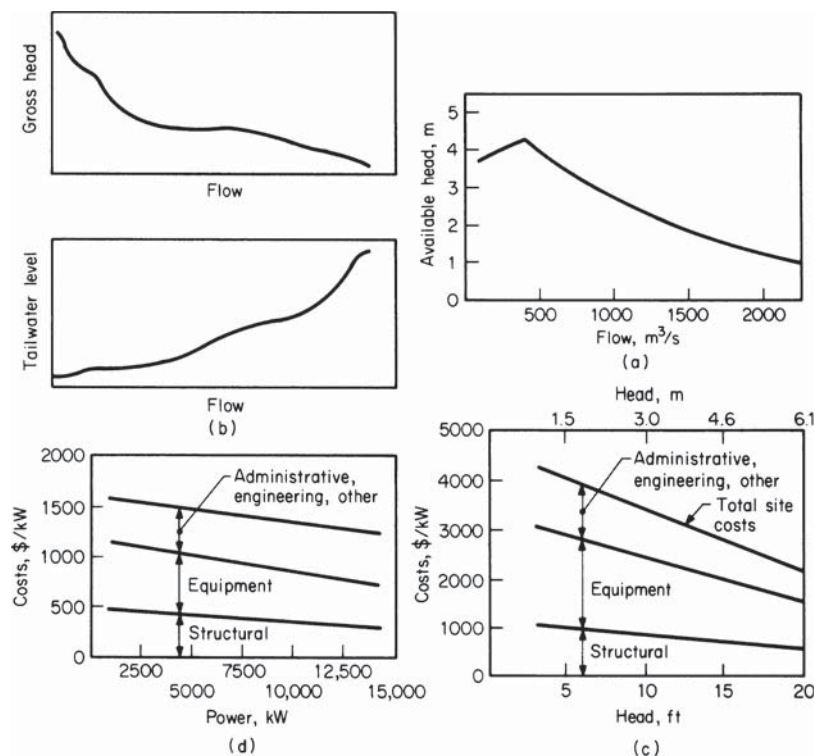 Gross head
Flow
Tailwater level
Flow
(b)
Available head, m
5
4
3
2
1
0
500 1000 1500 2000
Flow, m³/s
(a)
Costs, $/kW
2000
1500
1000
500
0
Administrative,
engineering, other
Equipment
Structural
2500 7500 12,500
5000 10,000 15,000
Power, kW
(d)
Head, m
1.5 3.0 4.6 6.1
Costs, $/kW
5000
4000
3000
2000
1000
0
Administrative,
engineering, other
Total site
costs
Equipment
Structural
5 10 15 20
Head, ft
(c)